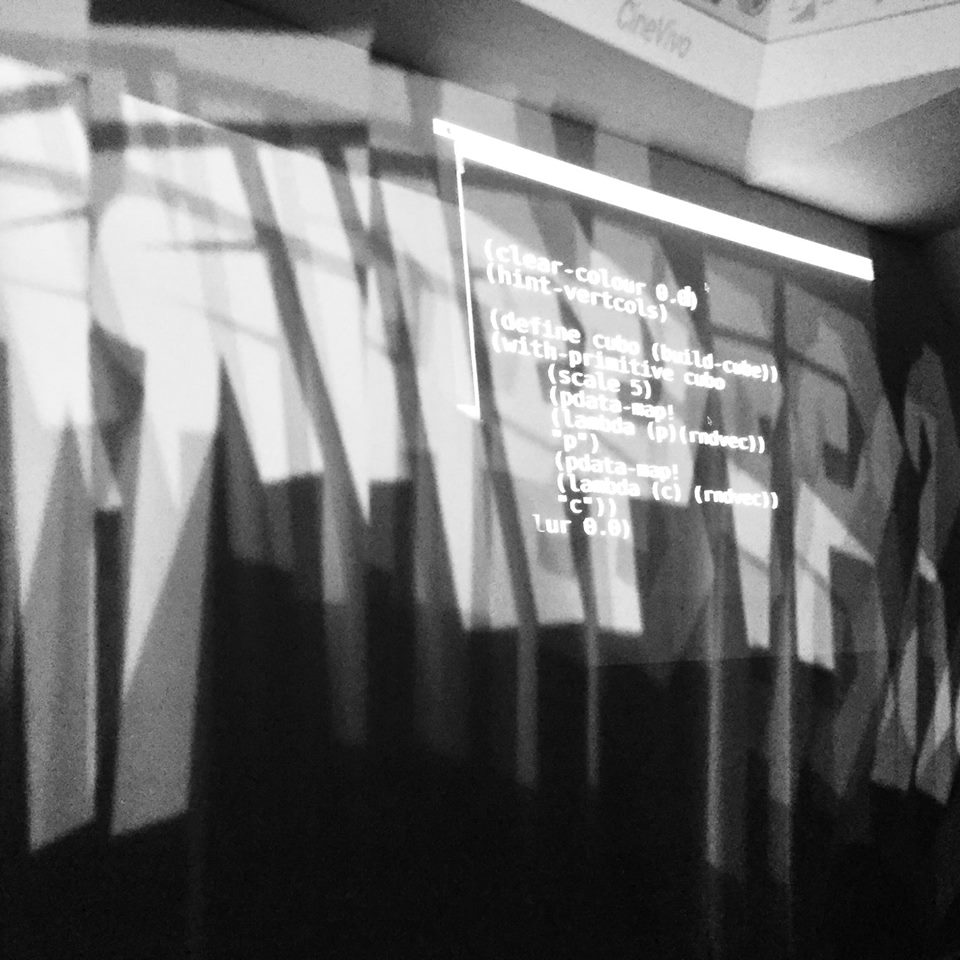 CineVivo
(clear-colour 0.0)
(hint-vertcols)
(define cubo (build-cube))
(with-primitive cubo
(scale 5)
(pdata-map!
(lambda (p)(rndvec))
"p")
(pdata-map!
(lambda (c) (rndvec))
"c"))
lur 0.0)